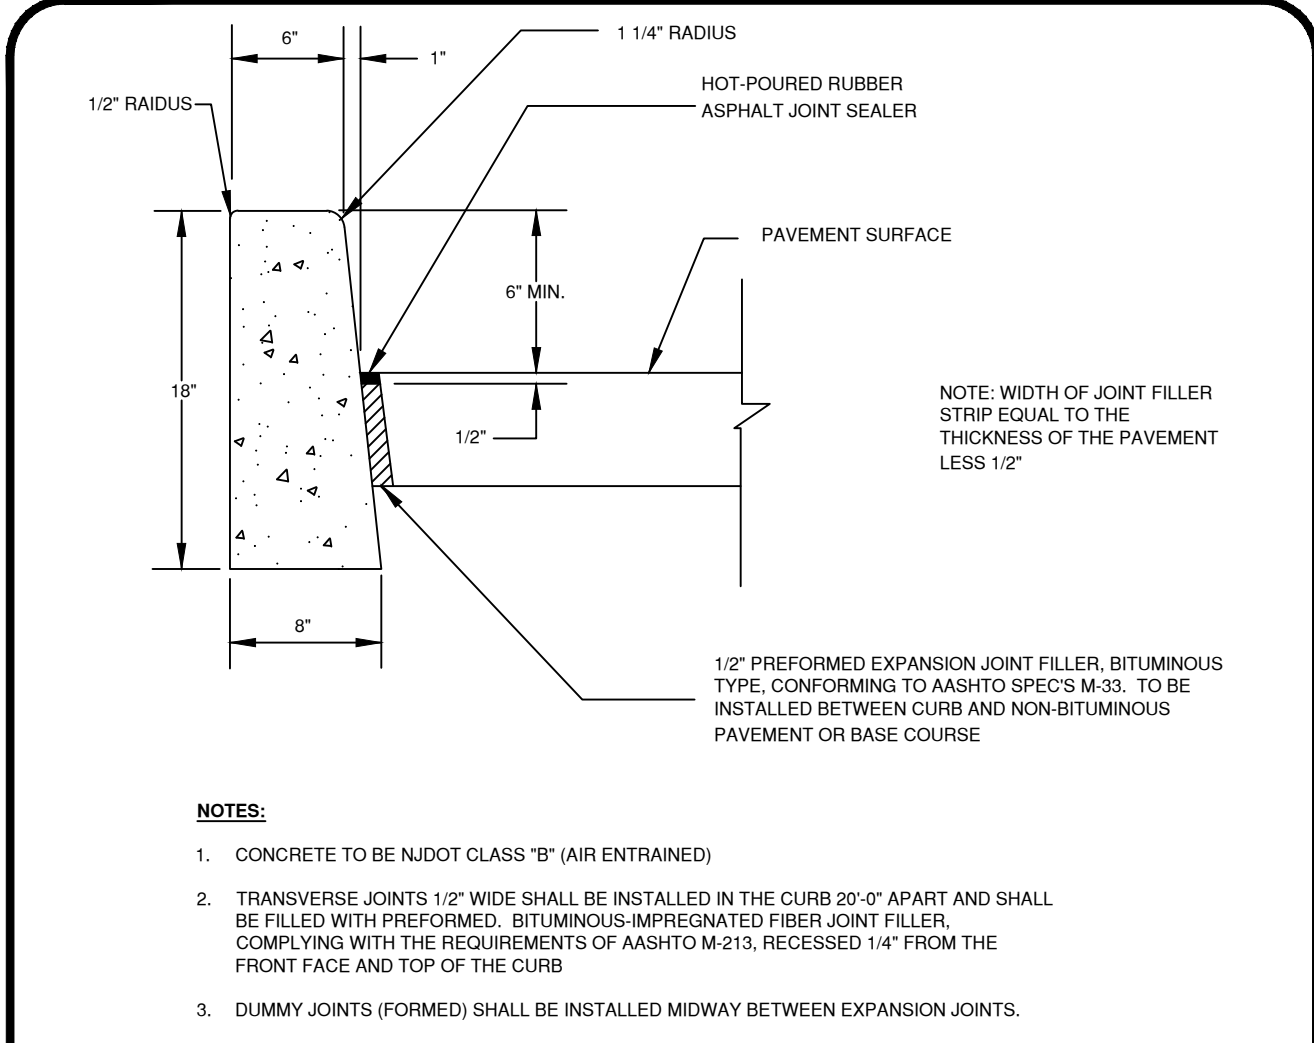 6"
1"
1 1/4" RADIUS
HOT-POURED RUBBER
ASPHALT JOINT SEALER
1/2" RAIDUS
PAVEMENT SURFACE
6" MIN.
18"
1/2"
NOTE: WIDTH OF JOINT FILLER
STRIP EQUAL TO THE
THICKNESS OF THE PAVEMENT
LESS 1/2"
8"
1/2" PREFORMED EXPANSION JOINT FILLER, BITUMINOUS
TYPE, CONFORMING TO AASHTO SPEC'S M-33. TO BE
INSTALLED BETWEEN CURB AND NON-BITUMINOUS
PAVEMENT OR BASE COURSE
NOTES:
1. CONCRETE TO BE NJDOT CLASS "B" (AIR ENTRAINED)
2. TRANSVERSE JOINTS 1/2" WIDE SHALL BE INSTALLED IN THE CURB 20'-0" APART AND SHALL
BE FILLED WITH PREFORMED. BITUMINOUS-IMPREGNATED FIBER JOINT FILLER,
COMPLYING WITH THE REQUIREMENTS OF AASHTO M-213, RECESSED 1/4" FROM THE
FRONT FACE AND TOP OF THE CURB
3. DUMMY JOINTS (FORMED) SHALL BE INSTALLED MIDWAY BETWEEN EXPANSION JOINTS.